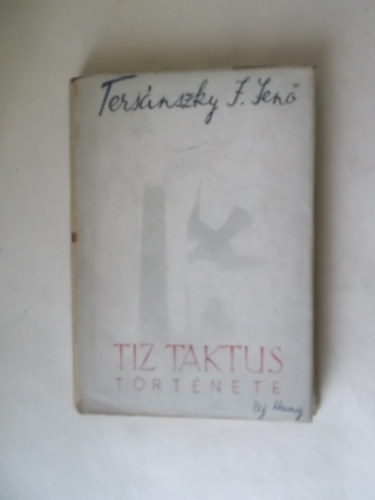 Tersánszky J. Jenő
TIZ TAKTUS
TÖRTÉNETE
Uj Hang